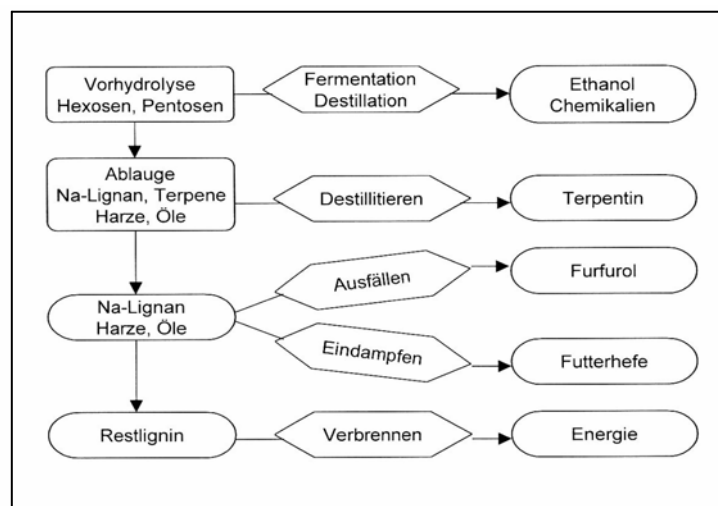 Vorhydrolyse
Hexosen, Pentosen
Fermentation
Destillation
Ethanol
Chemikalien
Ablauge
Na-Lignan, Terpene
Harze, Öle
Destillitieren
Terpentin
Na-Lignan
Harze, Öle
Ausfällen
Furfurol
Eindampfen
Futterhefe
Restlignin
Verbrennen
Energie